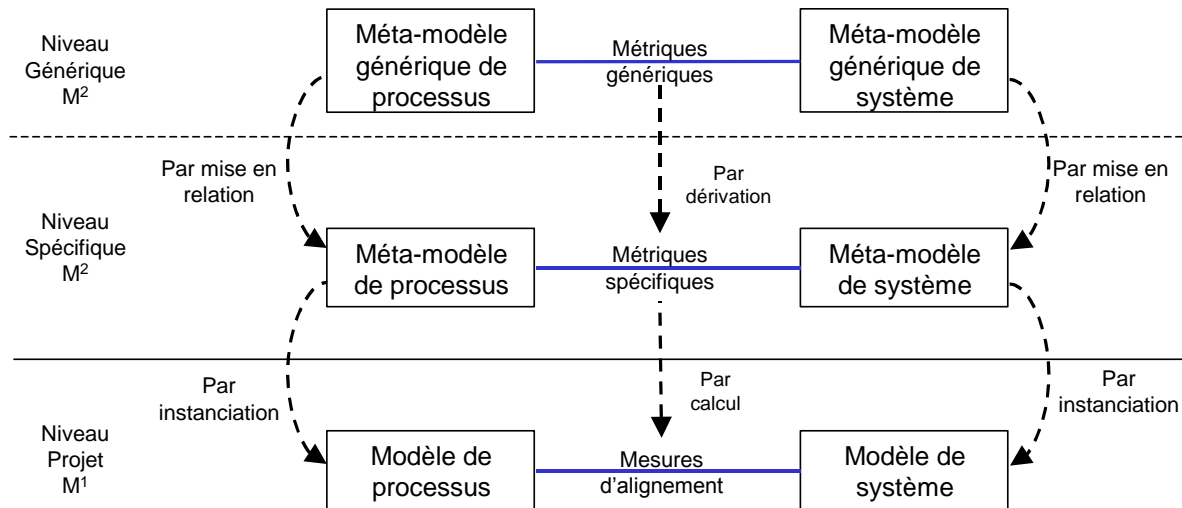 Niveau
Générique
M²
Méta-modèle
générique de
processus
Métriques
génériques
Méta-modèle
générique de
système
Par mise en
relation
Par
dérivation
Par mise en
relation
Niveau
Spécifique
M²
Méta-modèle
de processus
Métriques
spécifiques
Méta-modèle
de système
Par
instanciation
Par
calcul
Par
instanciation
Niveau
Projet
M¹
Modèle de
processus
Mesures
d'alignement
Modèle de
système